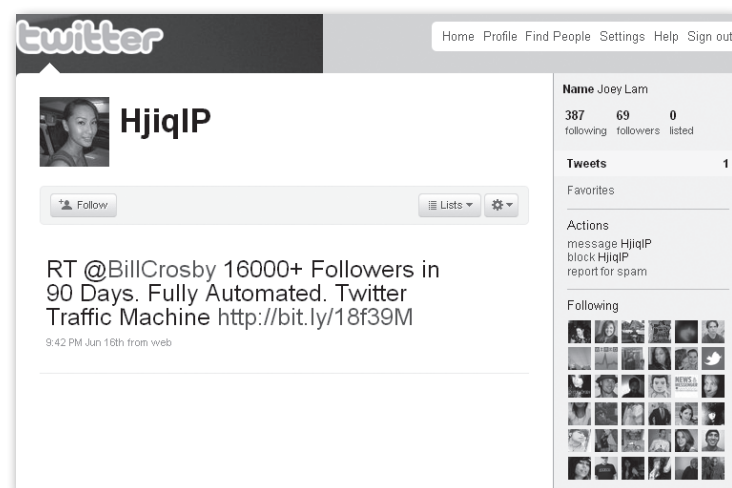 twitter
Home Profile Find People Settings Help Sign out
HjiqIP
Follow
Lists
RT @BillCrosby 16000+ Followers in
90 Days. Fully Automated. Twitter
Traffic Machine http://bit.ly/18f39M
9:42 PM Jun 16th from web
Name Joey Lam
387 69 0
following followers listed
Tweets 1
Favorites
Actions
message HjiqIP
block HjiqIP
report for spam
Following
NEWS &
MESSENGER